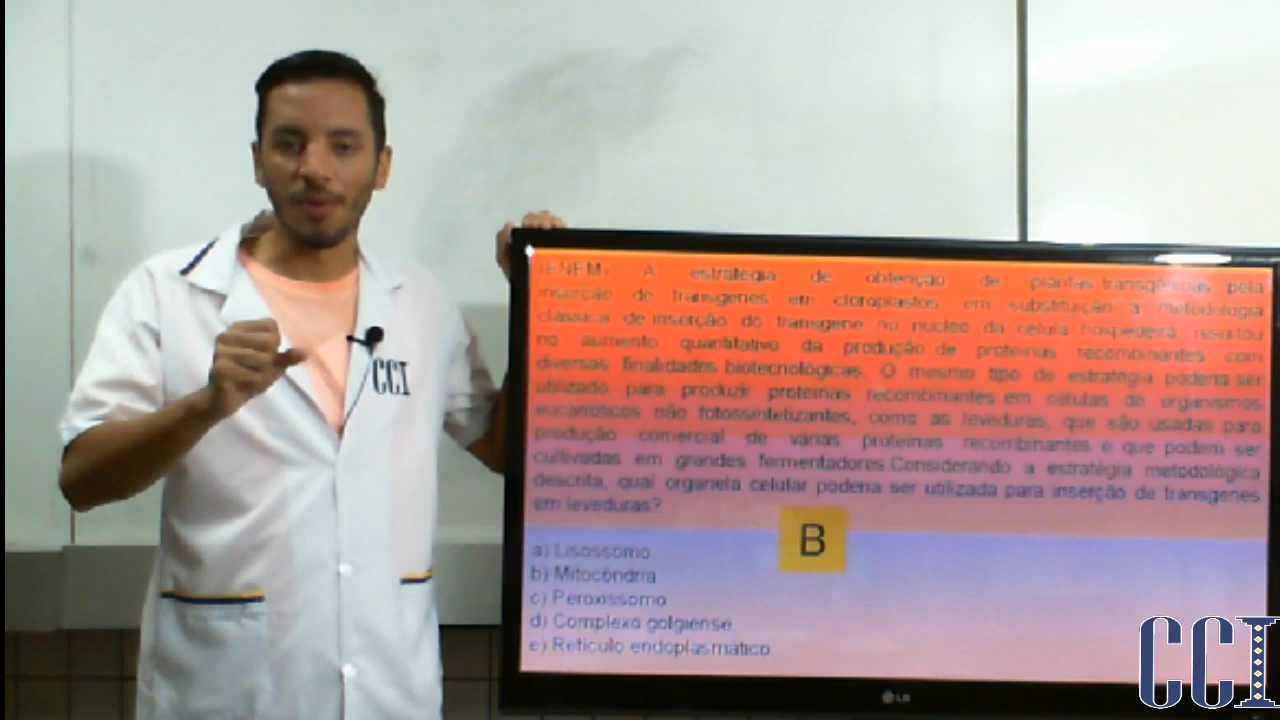 CCI
(ENEM) A estratégia de obtenção de plantas transgênicas pela
inserção de transgenes em cloroplastos, em substituição à metodologia
clássica de inserção do transgene no núcleo da célula hospedeira, resultou
no aumento quantitativo da produção de proteínas recombinantes com
diversas finalidades biotecnológicas. O mesmo tipo de estratégia poderia ser
utilizado para produzir proteínas recombinantes em células de organismos
eucarióticos não fotossintetizantes, como as leveduras, que são usadas para
produção comercial de várias proteínas recombinantes e que podem ser
cultivadas em grandes fermentadores.Considerando a estratégia metodológica
descrita, qual organela celular poderia ser utilizada para inserção de transgenes
em leveduras?
B
a) Lisossomo
b) Mitocôndria
c) Peroxissomo
d) Complexo golgiense
e) Retículo endoplasmático
LG
CCI